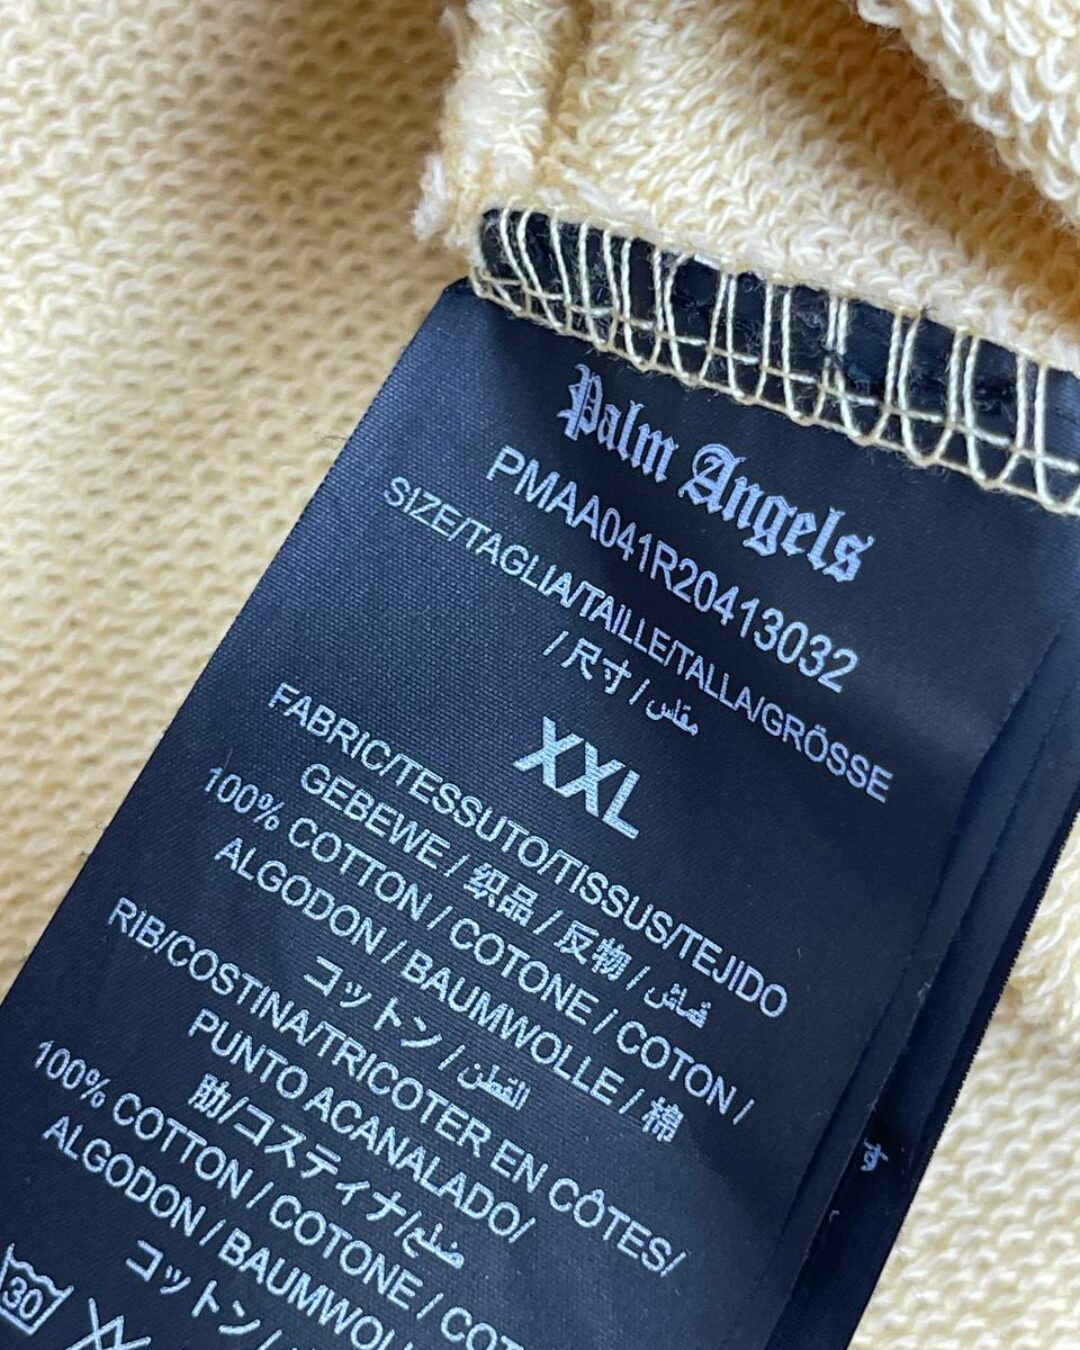 Palm Angels
PMAA041R20413032
SIZE/TAGLIA/TAILLE/TALLA/GRÖSSE
/ 尺寸 / مقاس
XXL
FABRIC/TESSUTO/TISSUS/TEJIDO
GEBEWE / 织品 / 反物 / قماش
100% COTTON / COTONE / COTON /
ALGODON / BAUMWOLLE / 棉
コットン / القطن
RIB/COSTINA/TRICOTER EN CÔTES/
PUNTO ACANALADO/
肋/コスティナ/ضلع
100% COTTON / COTONE /
ALGODON /
コットン /
30
す